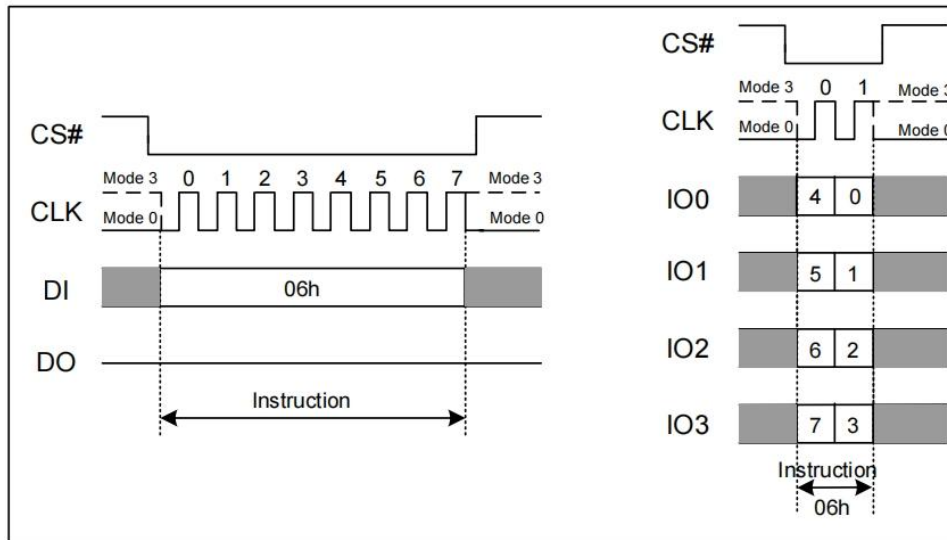 CS#
Mode 3 0 1 2 3 4 5 6 7 Mode 3
CLK
Mode 0 Mode 0
DI 06h
DO
Instruction
CS#
Mode 3 0 1 Mode 3
CLK
Mode 0 Mode 0
IO0 4 0
IO1 5 1
IO2 6 2
IO3 7 3
Instruction
06h